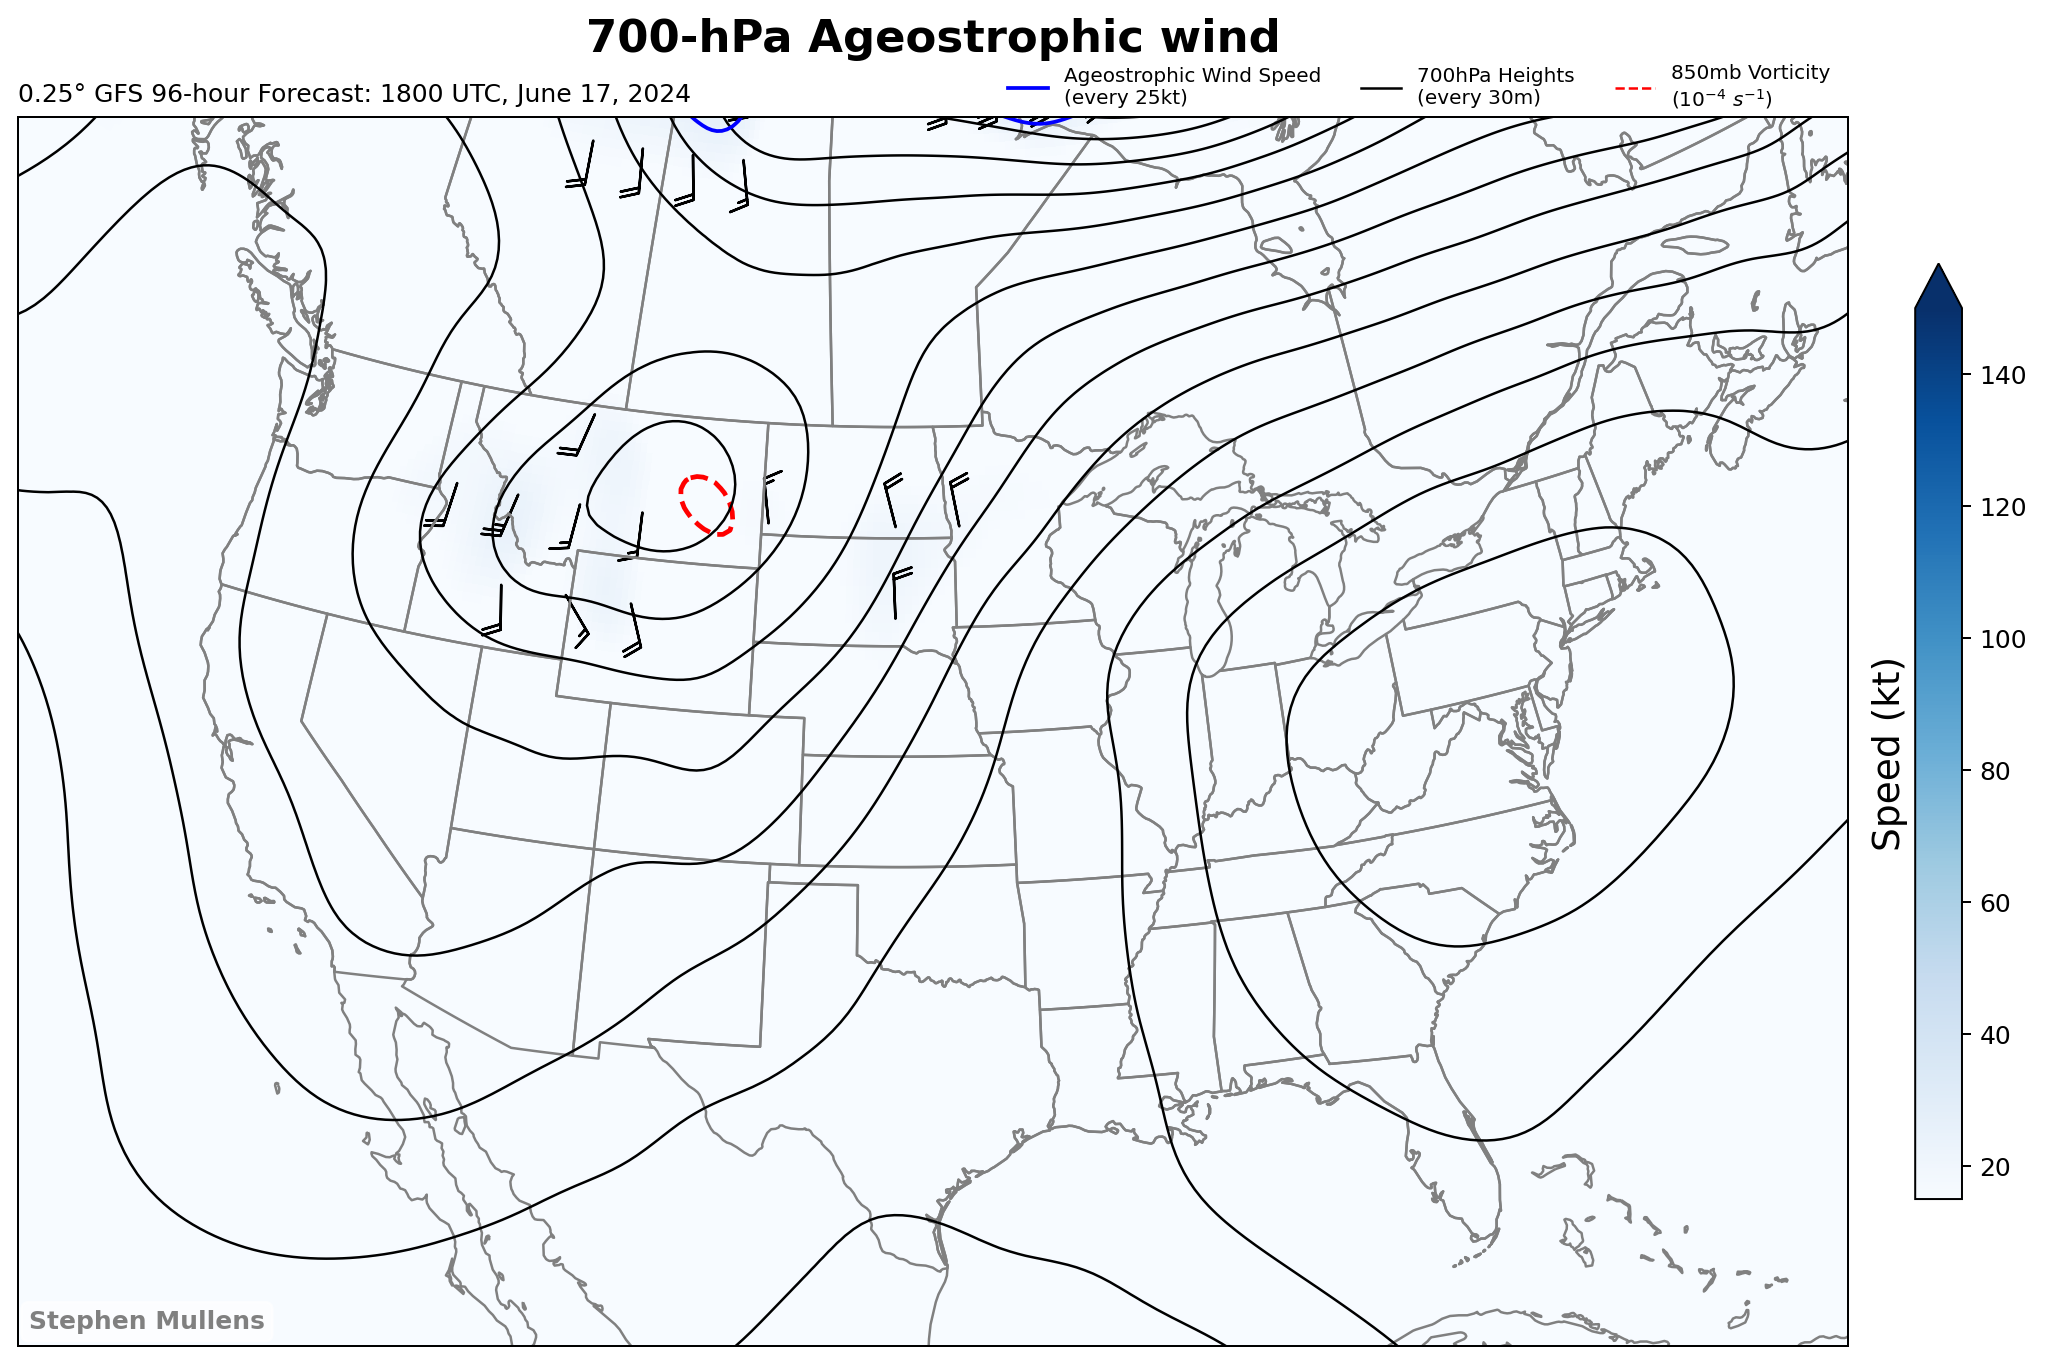 700-hPa Ageostrophic wind
0.25° GFS 96-hour Forecast: 1800 UTC, June 17, 2024
Ageostrophic Wind Speed
(every 25kt)
700hPa Heights
(every 30m)
850mb Vorticity
(10⁻⁴ s⁻¹)
140
120
100
80
60
40
20
Speed (kt)
Stephen Mullens